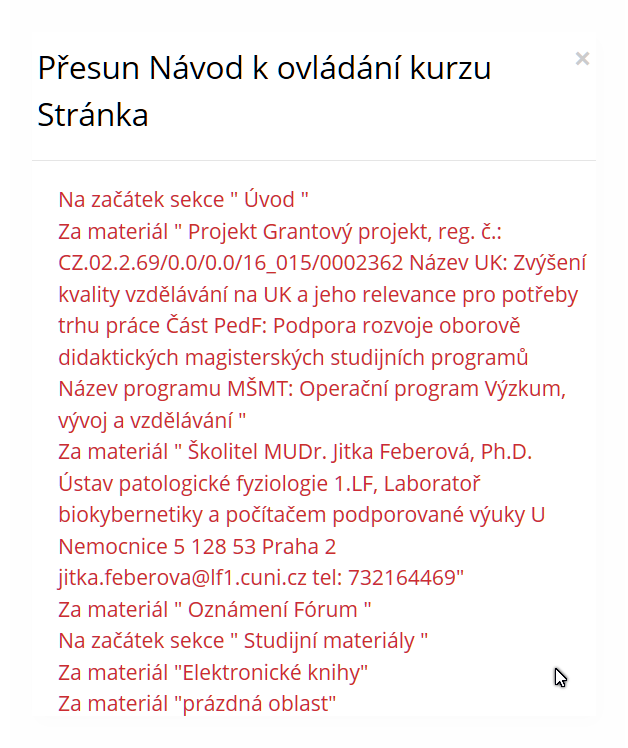 Přesun Návod k ovládání kurzu
Stránka
×
Na začátek sekce " Úvod "
Za materiál " Projekt Grantový projekt, reg. č.:
CZ.02.2.69/0.0/0.0/16_015/0002362 Název UK: Zvýšení
kvality vzdělávání na UK a jeho relevance pro potřeby
trhu práce Část PedF: Podpora rozvoje oborově
didaktických magisterských studijních programů
Název programu MŠMT: Operační program Výzkum,
vývoj a vzdělávání "
Za materiál " Školitel MUDr. Jitka Feberová, Ph.D.
Ústav patologické fyziologie 1.LF, Laboratoř
biokybernetiky a počítačem podporované výuky U
Nemocnice 5 128 53 Praha 2
jitka.feberova@lf1.cuni.cz tel: 732164469"
Za materiál " Oznámení Fórum "
Na začátek sekce " Studijní materiály "
Za materiál "Elektronické knihy"
Za materiál "prázdná oblast"